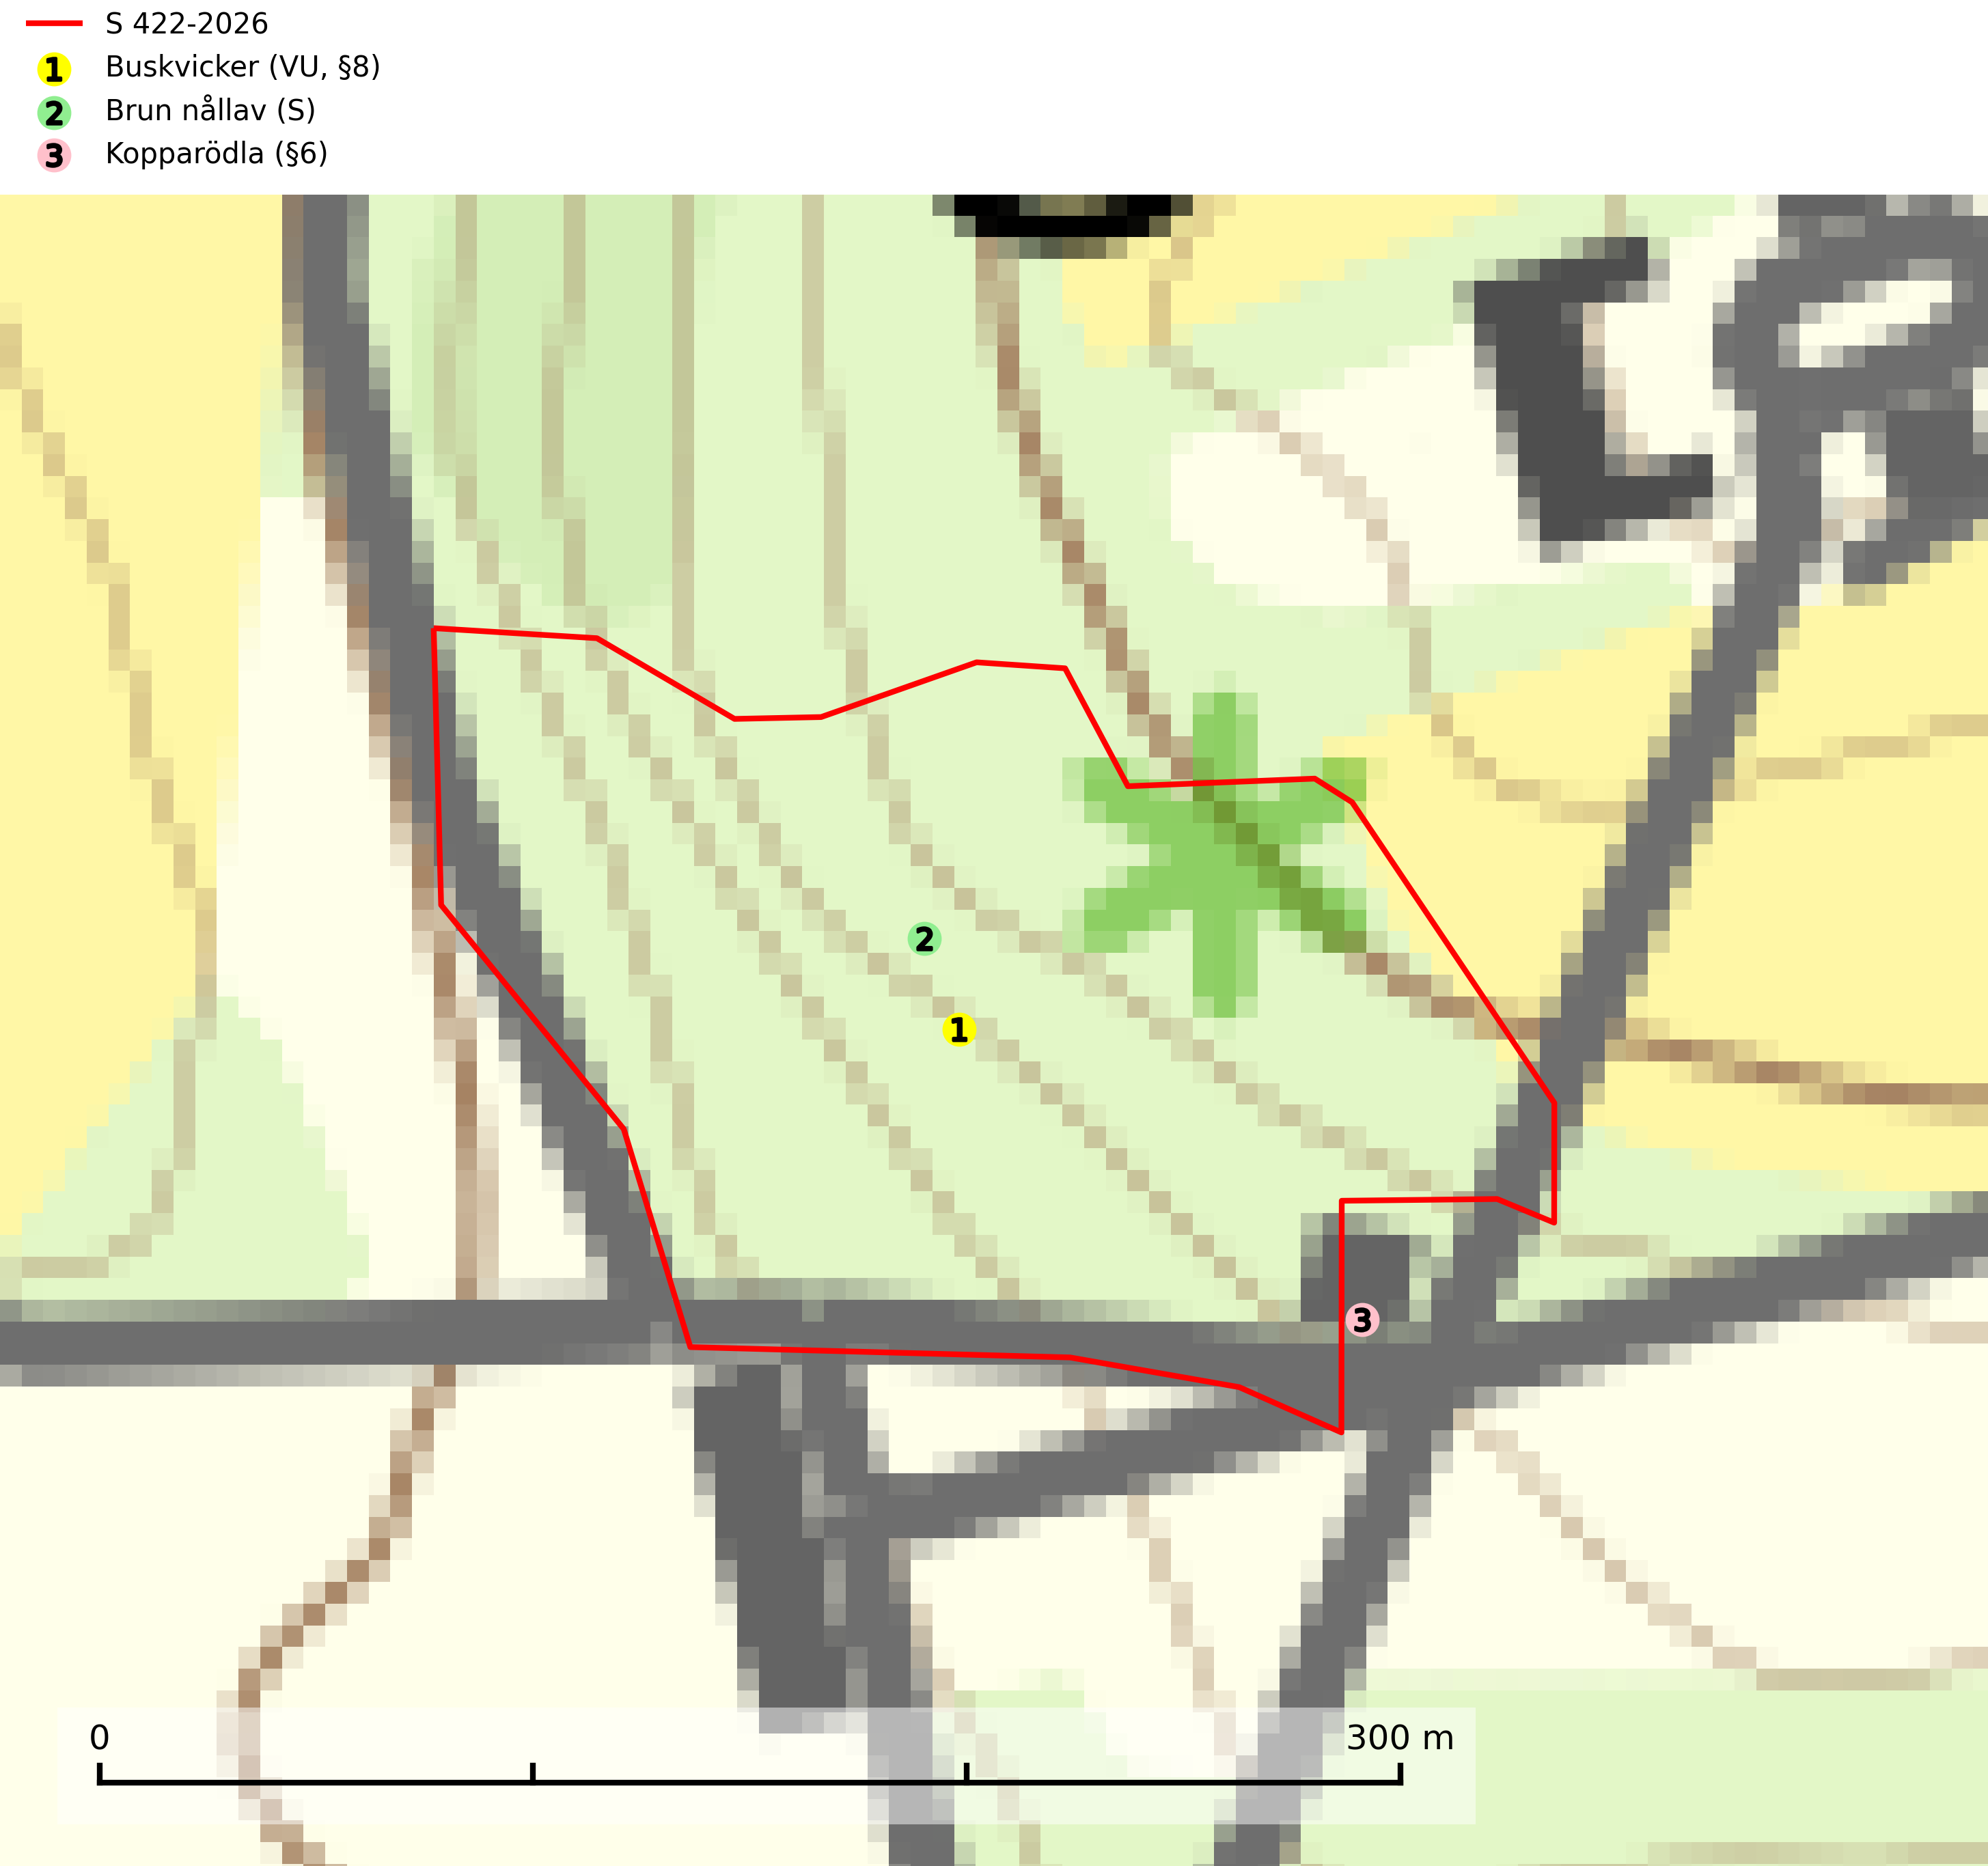 S 422-2026
1 Buskvicker (VU, §8)
2 Brun nållav (S)
3 Kopparödla (§6)
2
1
3
0 300 m